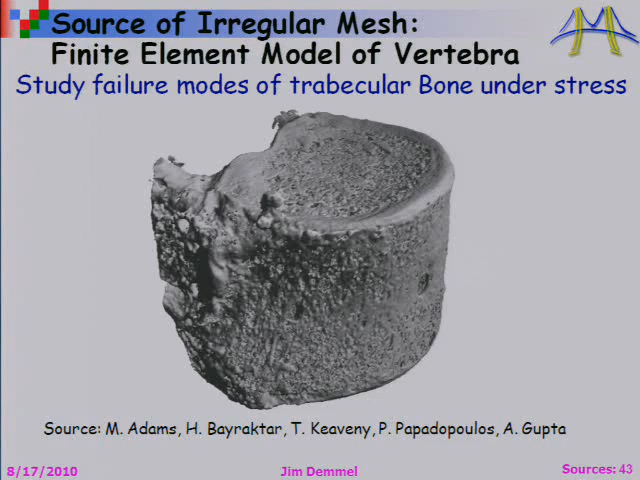 Source of Irregular Mesh:
Finite Element Model of Vertebra
Study failure modes of trabecular Bone under stress
Source: M. Adams, H. Bayraktar, T. Keaveny, P. Papadopoulos, A. Gupta
8/17/2010
Jim Demmel
Sources: 43